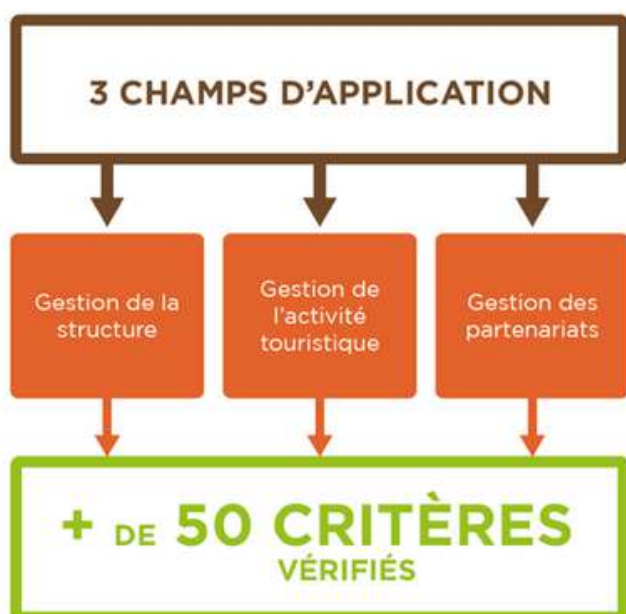 3 CHAMPS D'APPLICATION
Gestion de la
structure
Gestion de
l'activité
touristique
Gestion des
partenariats
+ DE 50 CRITÈRES
VÉRIFIÉS